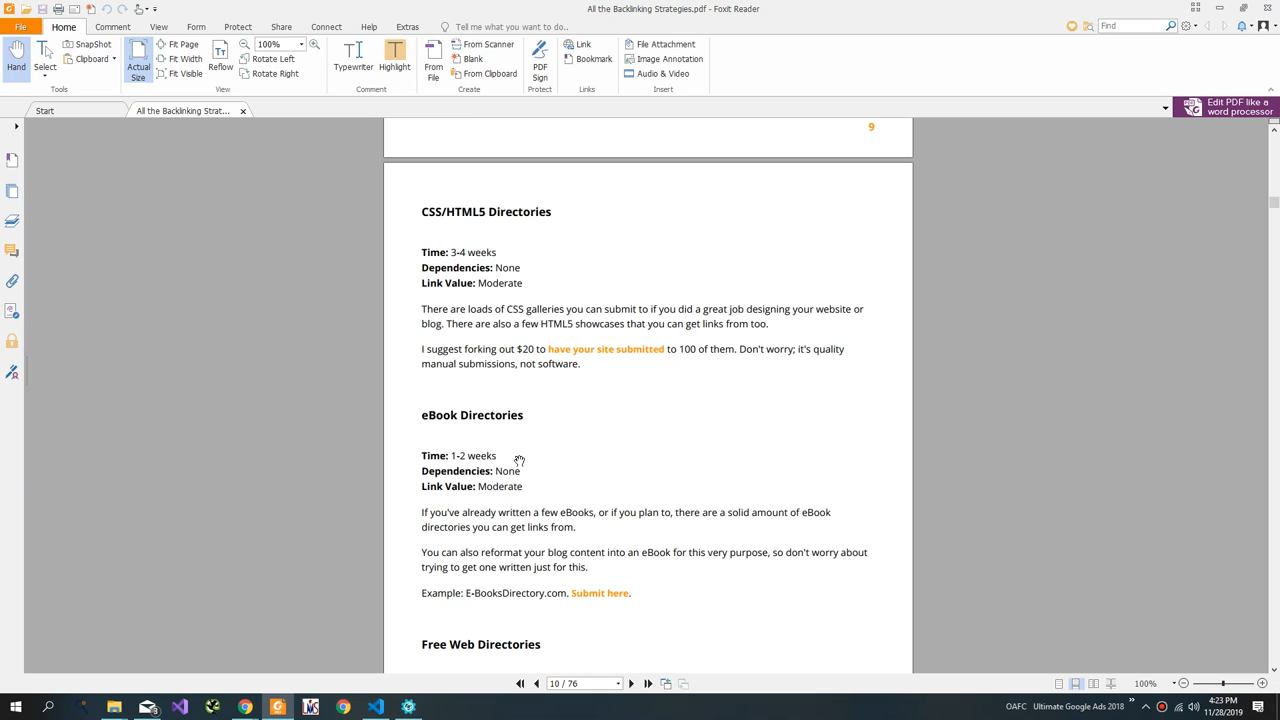 All the Backlinking Strategies.pdf - Foxit Reader
File Home Comment View Form Protect Share Connect Help Extras Tell me what you want to do.. Find
Hand
Select
SnapShot
Clipboard
Tools
Actual Size
Fit Page
Fit Width
Fit Visible
Reflow
100%
Rotate Left
Rotate Right
View
Typewriter
Highlight
Comment
From File
From Scanner
Blank
From Clipboard
Create
PDF Sign
Protect
Link
Bookmark
Links
File Attachment
Image Annotation
Audio & Video
Insert
Start
All the Backlinking Strat...
Edit PDF like a
word processor
9
CSS/HTML5 Directories
Time: 3-4 weeks
Dependencies: None
Link Value: Moderate
There are loads of CSS galleries you can submit to if you did a great job designing your website or
blog. There are also a few HTML5 showcases that you can get links from too.
I suggest forking out $20 to have your site submitted to 100 of them. Don't worry; it's quality
manual submissions, not software.
eBook Directories
Time: 1-2 weeks
Dependencies: None
Link Value: Moderate
If you've already written a few eBooks, or if you plan to, there are a solid amount of eBook
directories you can get links from.
You can also reformat your blog content into an eBook for this very purpose, so don't worry about
trying to get one written just for this.
Example: E-BooksDirectory.com. Submit here.
Free Web Directories
10 / 76
100%
OAFC Ultimate Google Ads 2018
4:23 PM
11/28/2019